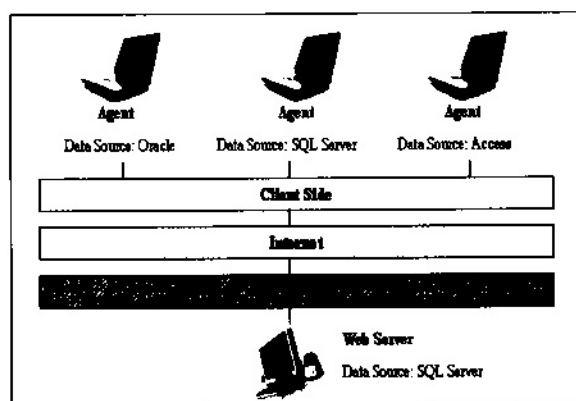 Agent Agent Agent
Data Source: Oracle Data Source: SQL Server Data Source: Access
Client Side
Internet
Web Server
Data Source: SQL Server